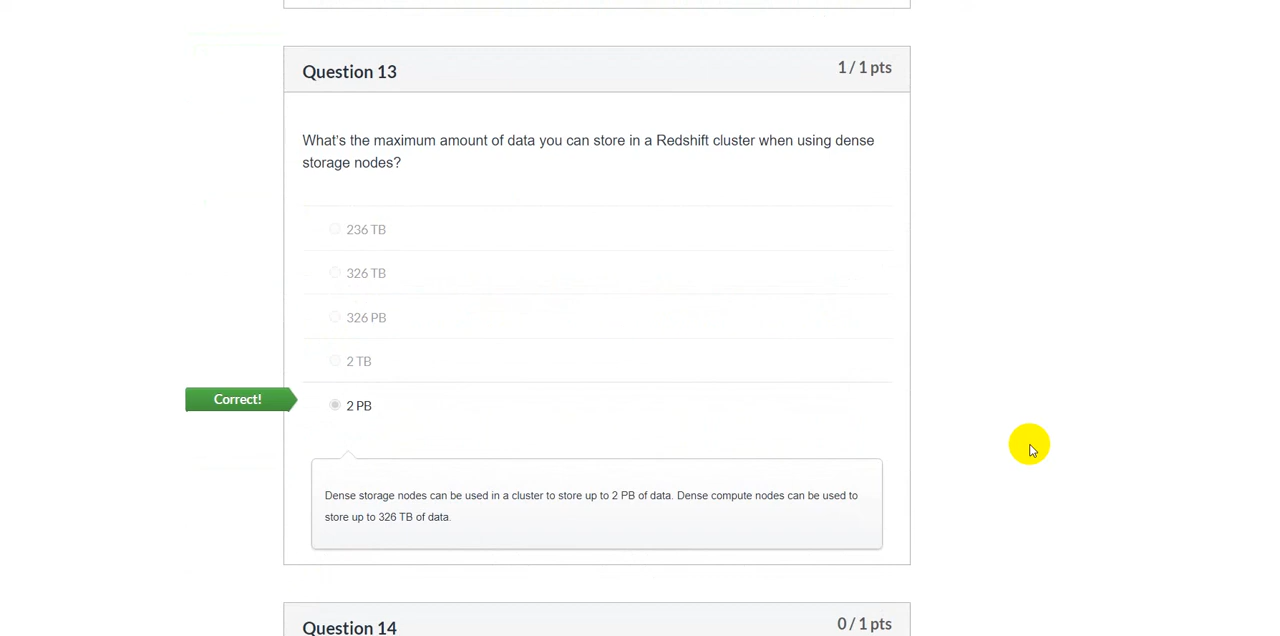 Question 13
1 / 1 pts
What's the maximum amount of data you can store in a Redshift cluster when using dense
storage nodes?
236 TB
326 TB
326 PB
2 TB
Correct!
2 PB
Dense storage nodes can be used in a cluster to store up to 2 PB of data. Dense compute nodes can be used to
store up to 326 TB of data.
Question 14
0 / 1 pts